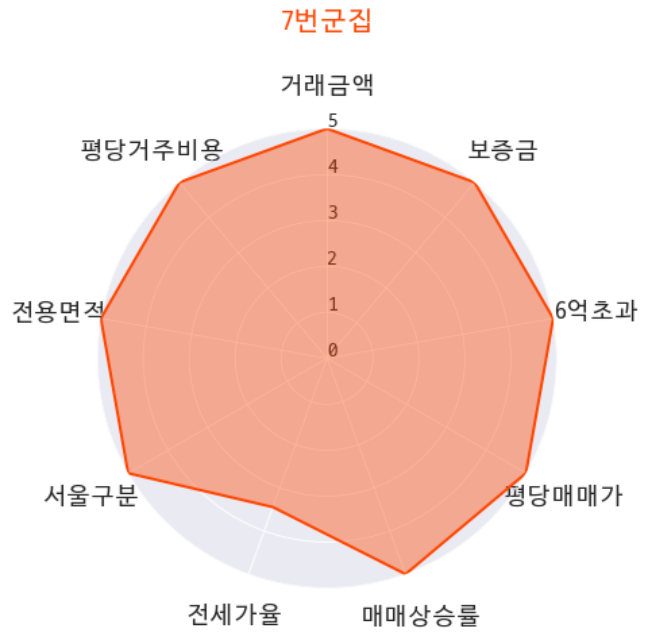 7번군집
거래금액
보증금
6억초과
평당매매가
매매상승률
전세가율
서울구분
전용면적
평당거주비용
5
4
3
2
1
0